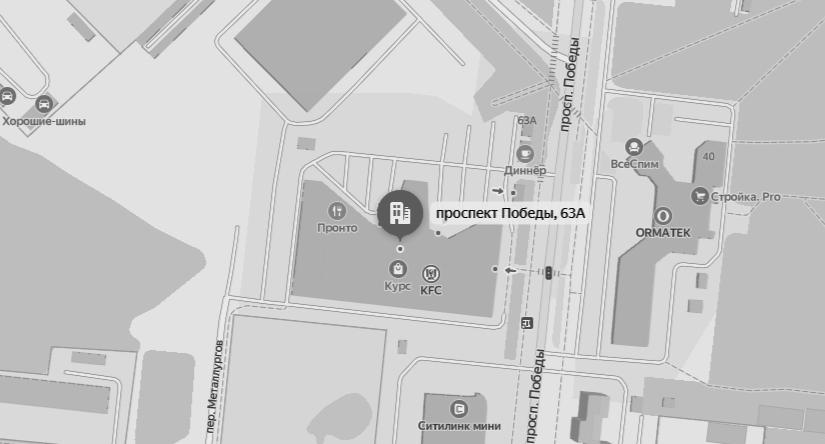 просп. Победы
Хорошие-шины
63А
Диннёр
ВсеСпим
40
Стройка. Pro
проспект Победы, 63А
Пронто
ORMATEK
Курс
KFC
пер. Металлургов
просп. Победы
Ситилинк мини